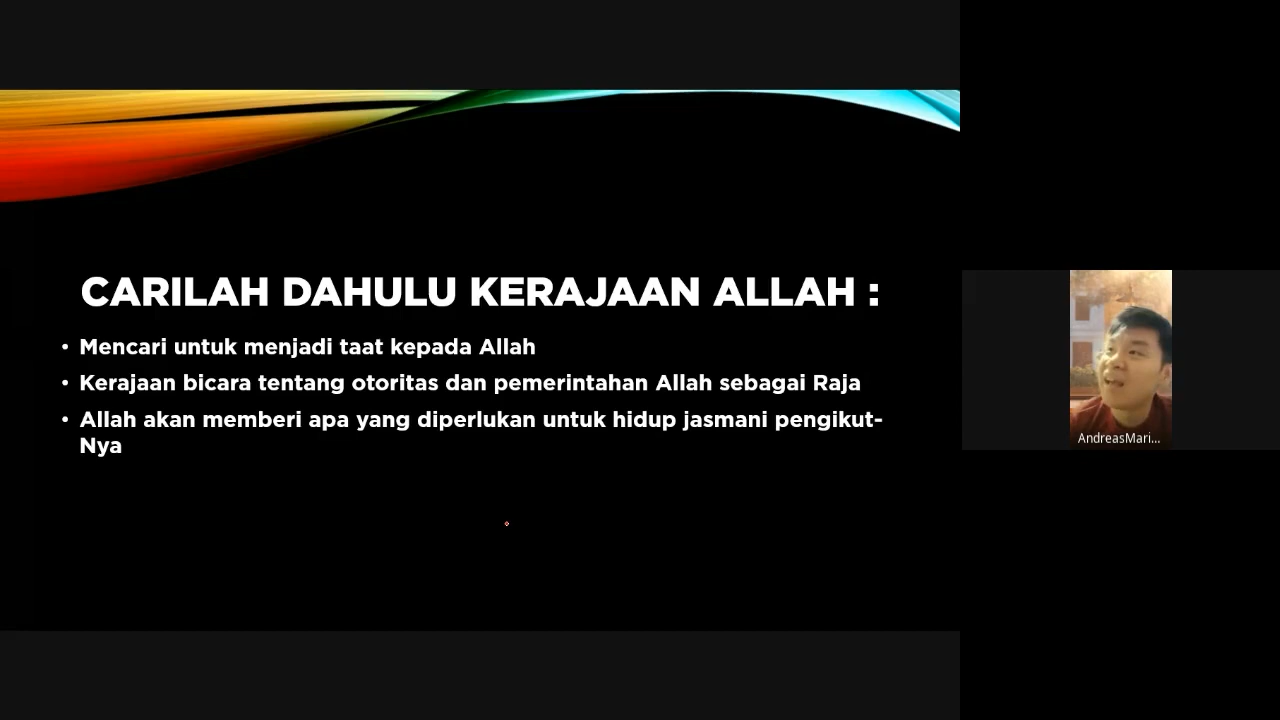 CARILAH DAHULU KERAJAAN ALLAH :
• Mencari untuk menjadi taat kepada Allah
• Kerajaan bicara tentang otoritas dan pemerintahan Allah sebagai Raja
• Allah akan memberi apa yang diperlukan untuk hidup jasmani pengikut-
Nya
AndreasMari...